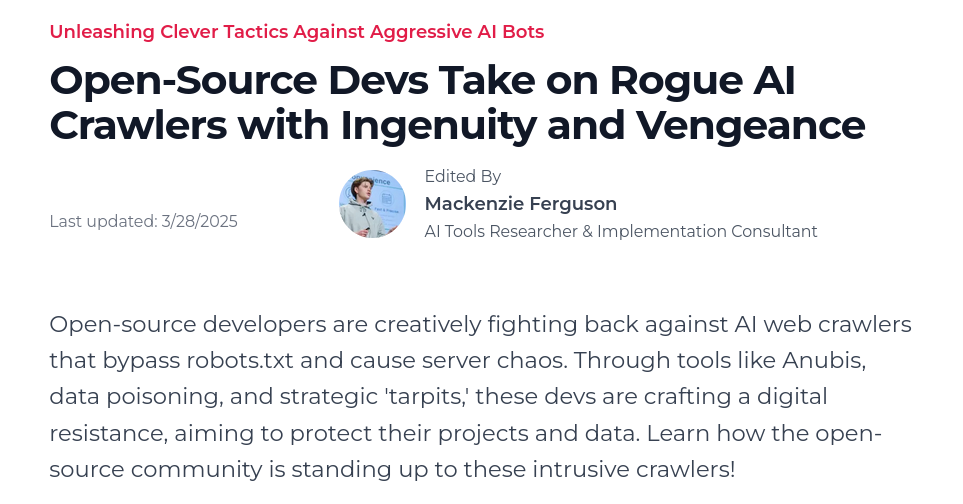 Unleashing Clever Tactics Against Aggressive AI Bots
Open-Source Devs Take on Rogue AI
Crawlers with Ingenuity and Vengeance
Edited By
Mackenzie Ferguson
Last updated: 3/28/2025
AI Tools Researcher & Implementation Consultant
Open-source developers are creatively fighting back against AI web crawlers
that bypass robots.txt and cause server chaos. Through tools like Anubis,
data poisoning, and strategic 'tarpits,' these devs are crafting a digital
resistance, aiming to protect their projects and data. Learn how the open-
source community is standing up to these intrusive crawlers!